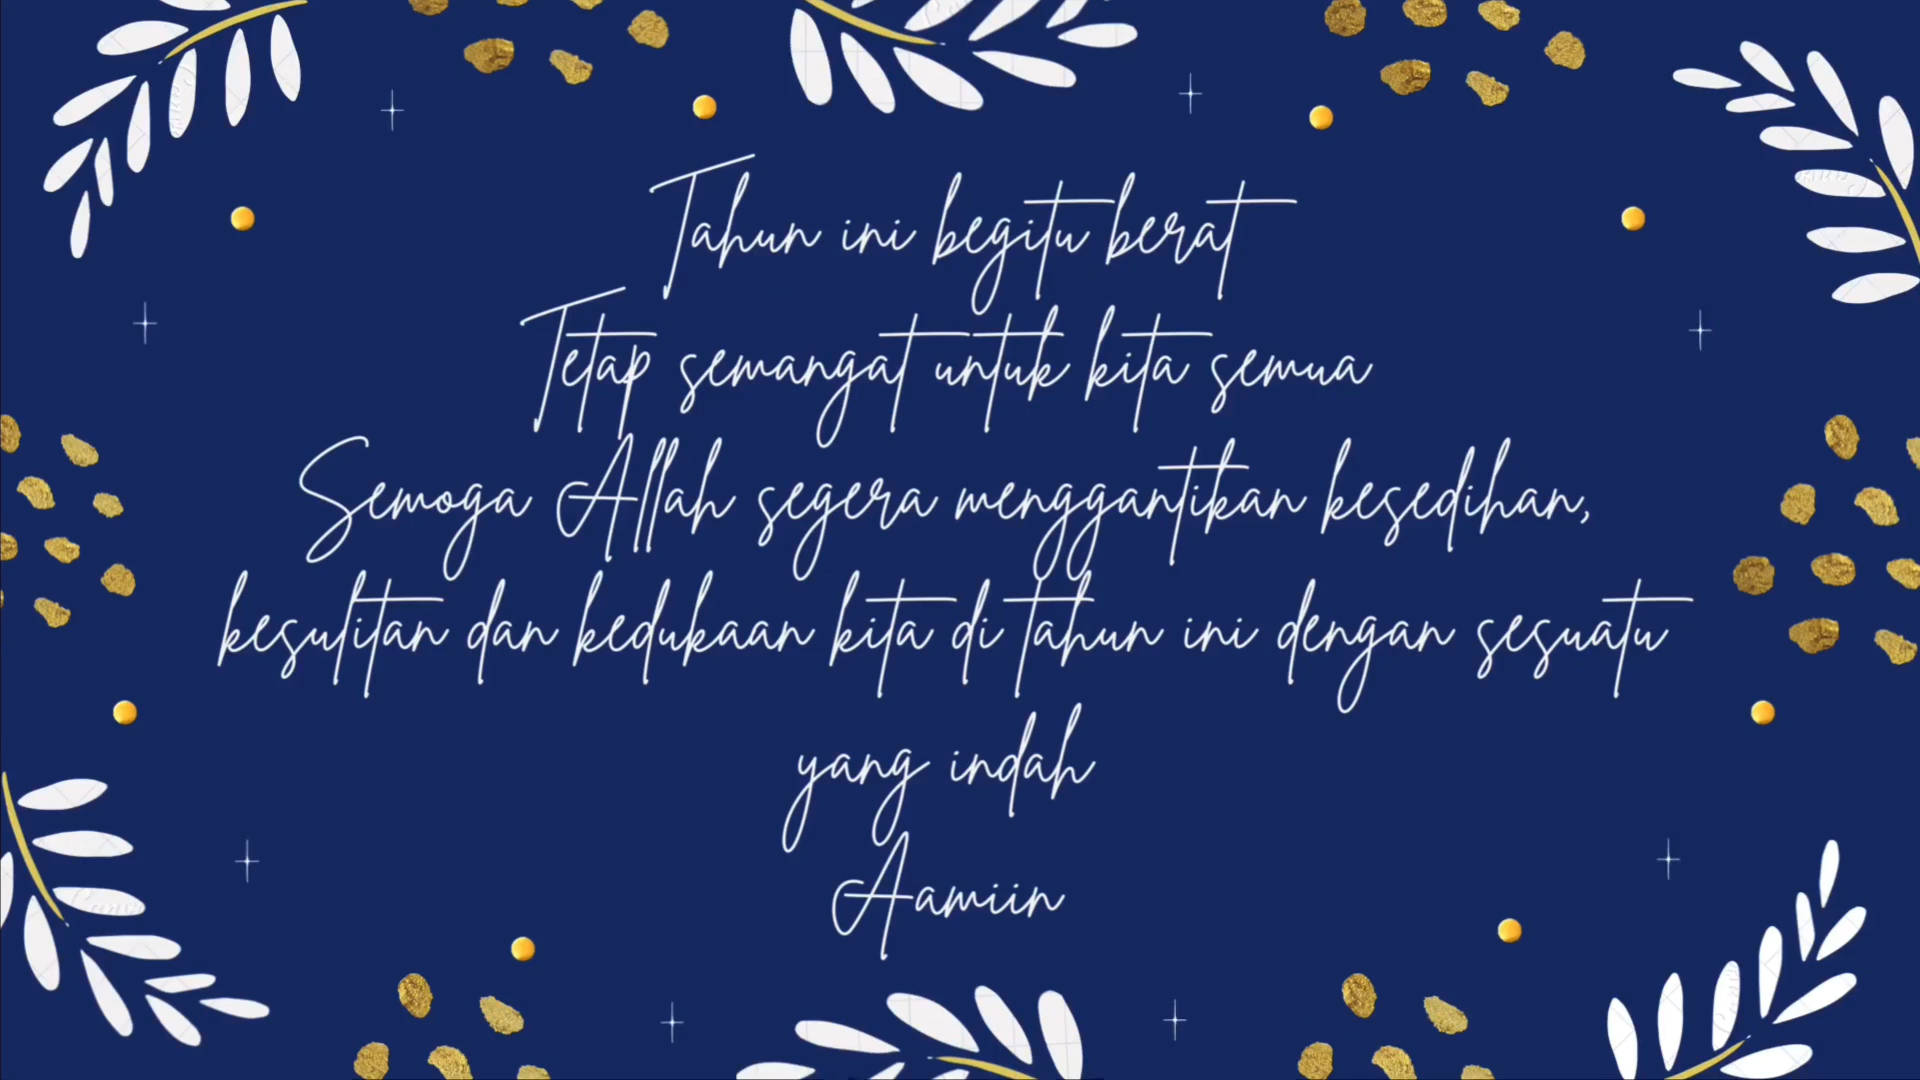 Tahun ini begitu berat
Tetap semangat untuk kita semua
Semoga Allah segera menggantikan kesedihan,
kesulitan dan kedukaan kita di tahun ini dengan sesuatu
yang indah
Aamiin